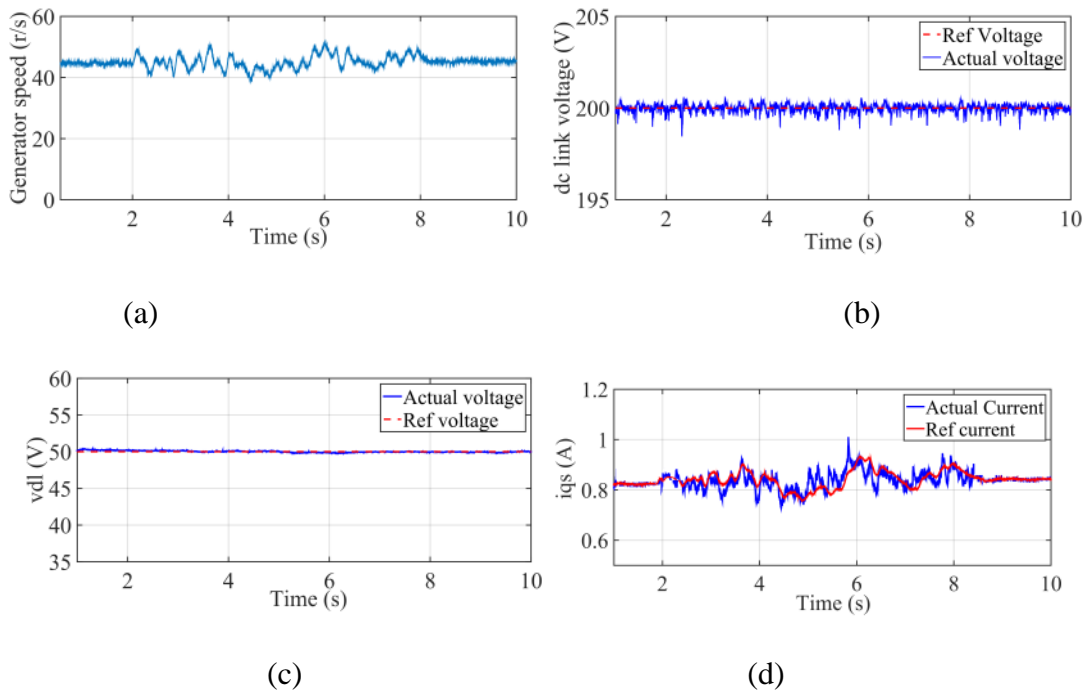 Generator speed (r/s)
60
40
20
0
2
4
6
8
10
Time (s)
(a)
dc link voltage (V)
205
200
195
Ref Voltage
Actual voltage
2
4
6
8
10
Time (s)
(b)
vdl (V)
60
55
50
45
40
35
Actual voltage
Ref voltage
2
4
6
8
10
Time (s)
(c)
iqs (A)
1.2
1
0.8
0.6
Actual Current
Ref current
2
4
6
8
10
Time (s)
(d)